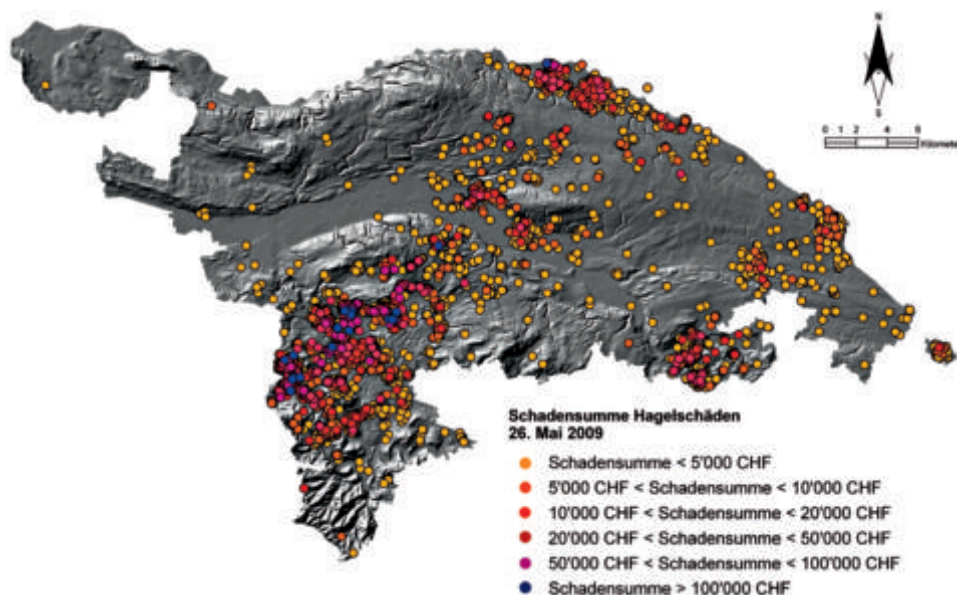 N
S
0 1 2 4 6
Kilomete
Schadensumme Hagelschäden
26. Mai 2009
Schadensumme < 5'000 CHF
5'000 CHF < Schadensumme < 10'000 CHF
10'000 CHF < Schadensumme < 20'000 CHF
20'000 CHF < Schadensumme < 50'000 CHF
50'000 CHF < Schadensumme < 100'000 CHF
Schadensumme > 100'000 CHF